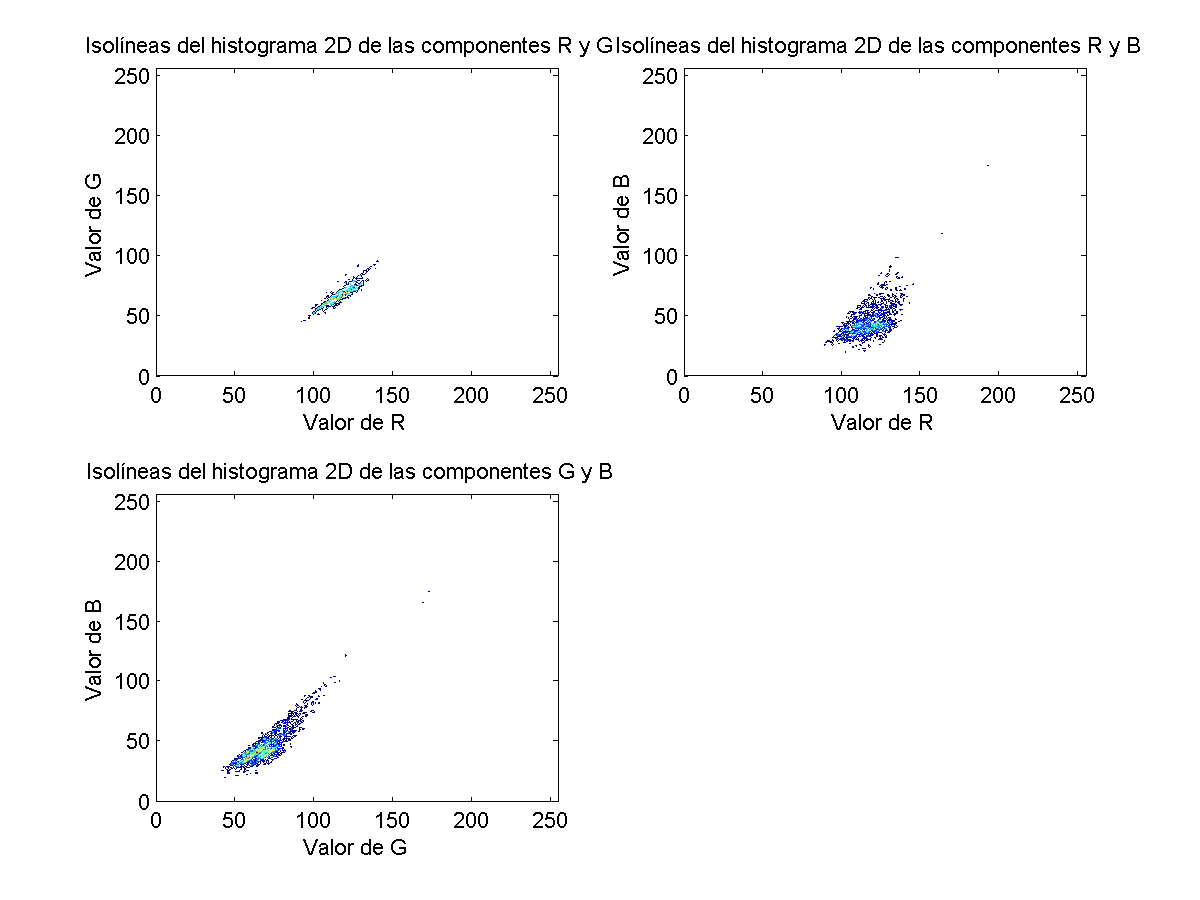 Isolíneas del histograma 2D de las componentes R y G
250
200
150
100
50
0
Valor de G
0 50 100 150 200 250
Valor de R
Isolíneas del histograma 2D de las componentes R y B
250
200
150
100
50
0
Valor de B
0 50 100 150 200 250
Valor de R
Isolíneas del histograma 2D de las componentes G y B
250
200
150
100
50
0
Valor de B
0 50 100 150 200 250
Valor de G